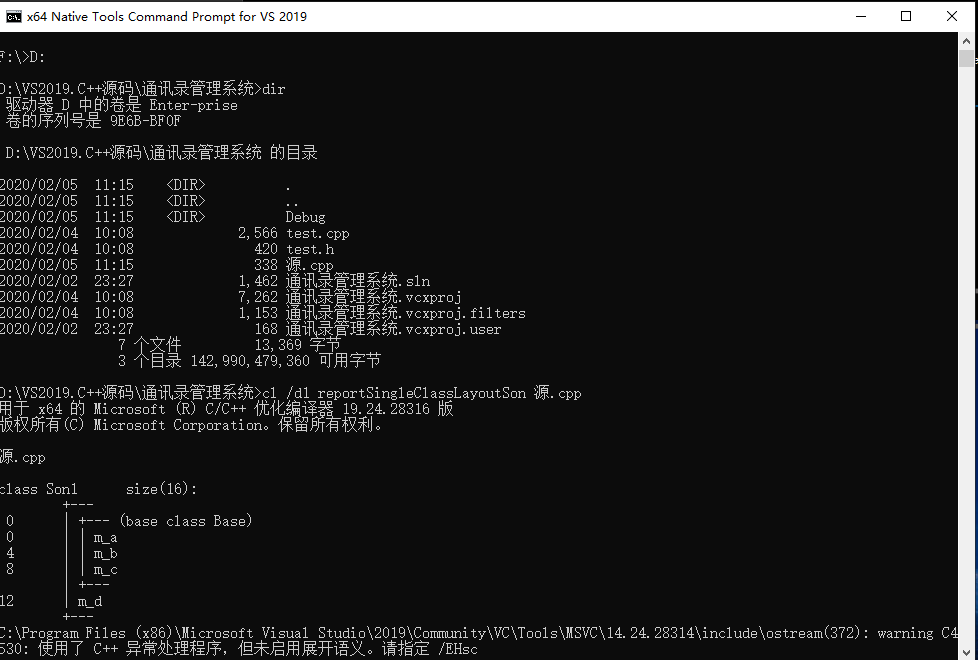 x64 Native Tools Command Prompt for VS 2019
F:\>D:
D:\VS2019.C++源码\通讯录管理系统>dir
驱动器 D 中的卷是 Enter-prise
卷的序列号是 9E6B-BF0F
D:\VS2019.C++源码\通讯录管理系统 的目录
2020/02/05  11:15    <DIR>          .
2020/02/05  11:15    <DIR>          ..
2020/02/05  11:15    <DIR>          Debug
2020/02/04  10:08             2,566 test.cpp
2020/02/04  10:08               420 test.h
2020/02/05  11:15               338 源.cpp
2020/02/02  23:27             1,462 通讯录管理系统.sln
2020/02/04  10:08             7,262 通讯录管理系统.vcxproj
2020/02/04  10:08             1,153 通讯录管理系统.vcxproj.filters
2020/02/02  23:27               168 通讯录管理系统.vcxproj.user
7 个文件         13,369 字节
3 个目录 142,990,479,360 可用字节
D:\VS2019.C++源码\通讯录管理系统>cl /d1 reportSingleClassLayoutSon 源.cpp
用于 x64 的 Microsoft (R) C/C++ 优化编译器 19.24.28316 版
版权所有(C) Microsoft Corporation。保留所有权利。
源.cpp
class Son1      size(16):
+---
0      | +--- (base class Base)
0      | | m_a
4      | | m_b
8      | | m_c
| +---
12      | m_d
+---
C:\Program Files (x86)\Microsoft Visual Studio\2019\Community\VC\Tools\MSVC\14.24.28314\include\ostream(372): warning C4
530: 使用了 C++ 异常处理程序，但未启用展开语义。请指定 /EHsc